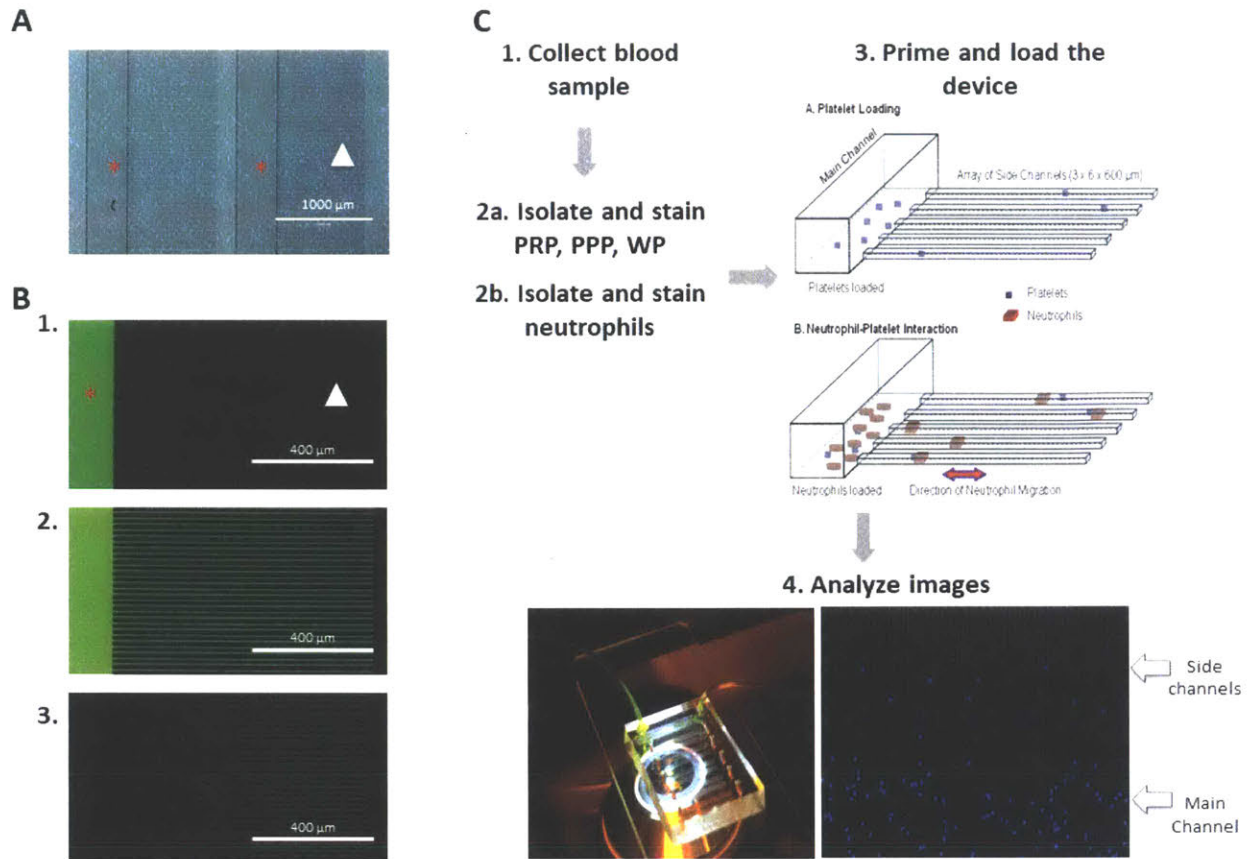 A
*
*
1000 µm
B
1.
*
400 µm
2.
400 µm
3.
400 µm
C
1. Collect blood
sample
2a. Isolate and stain
PRP, PPP, WP
2b. Isolate and stain
neutrophils
3. Prime and load the
device
A. Platelet Loading
Main Channel
Array of Side Channels (3 x 6 x 600 µm)
Platelets loaded
Platelets
Neutrophils
B. Neutrophil-Platelet Interaction
Neutrophils loaded
Direction of Neutrophil Migration
4. Analyze images
Side
channels
Main
Channel